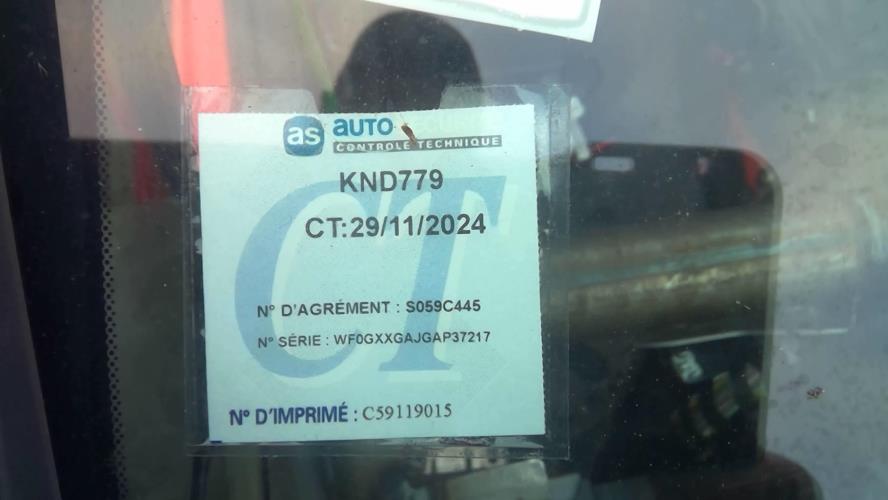 as AUTO
CONTROLE TECHNIQUE
KND779
CT:29/11/2024
N° D'AGRÉMENT : S059C445
N° SÉRIE : WF0GXXGAJGAP37217
CT
N° D'IMPRIMÉ : C59119015